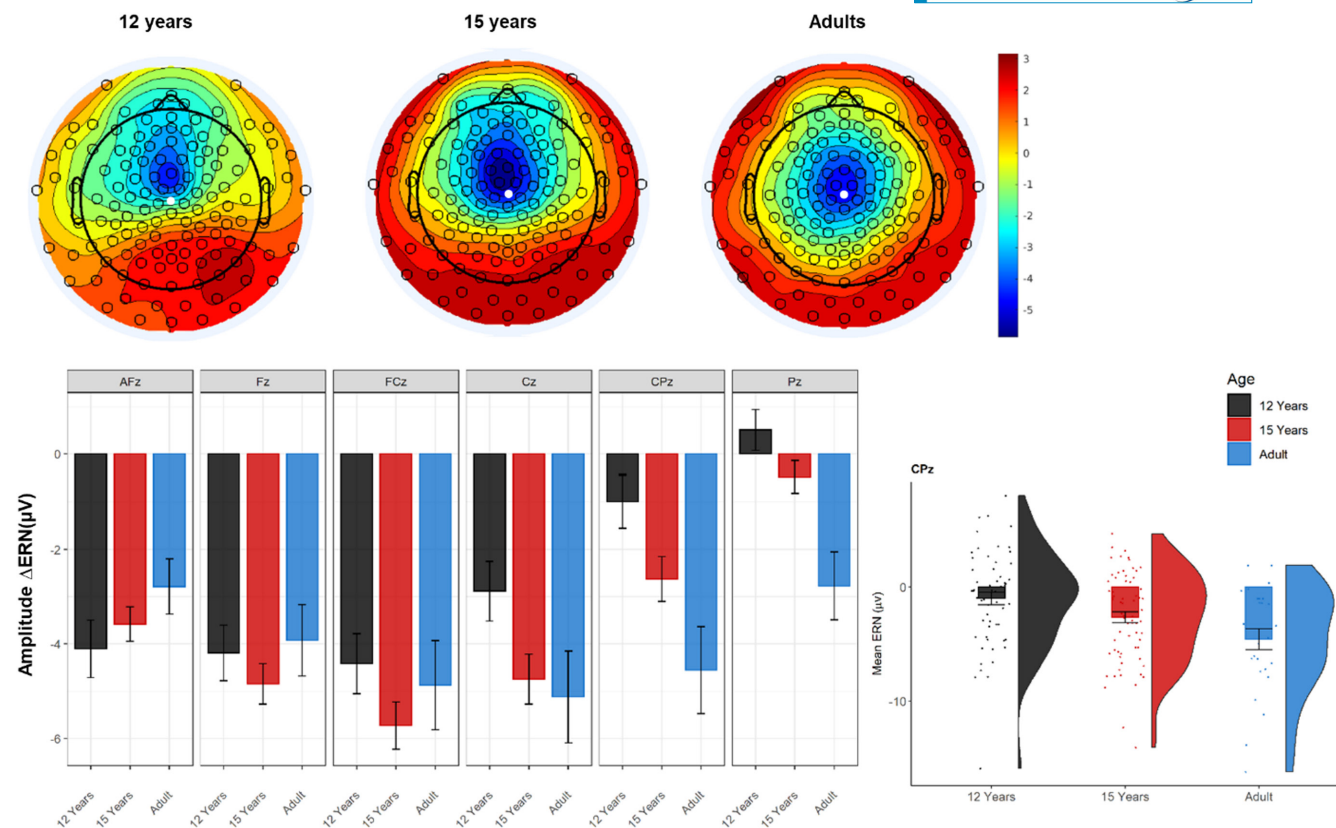 12 years
15 years
Adults
3
2
1
0
-1
-2
-3
-4
-5
AFz
Fz
FCz
Cz
CPz
Pz
Amplitude ΔERN(μV)
0
-2
-4
-6
12 Years
15 Years
Adult
12 Years
15 Years
Adult
12 Years
15 Years
Adult
12 Years
15 Years
Adult
12 Years
15 Years
Adult
12 Years
15 Years
Adult
Age
12 Years
15 Years
Adult
CPz
Mean ERN (μv)
0
-10
12 Years
15 Years
Adult